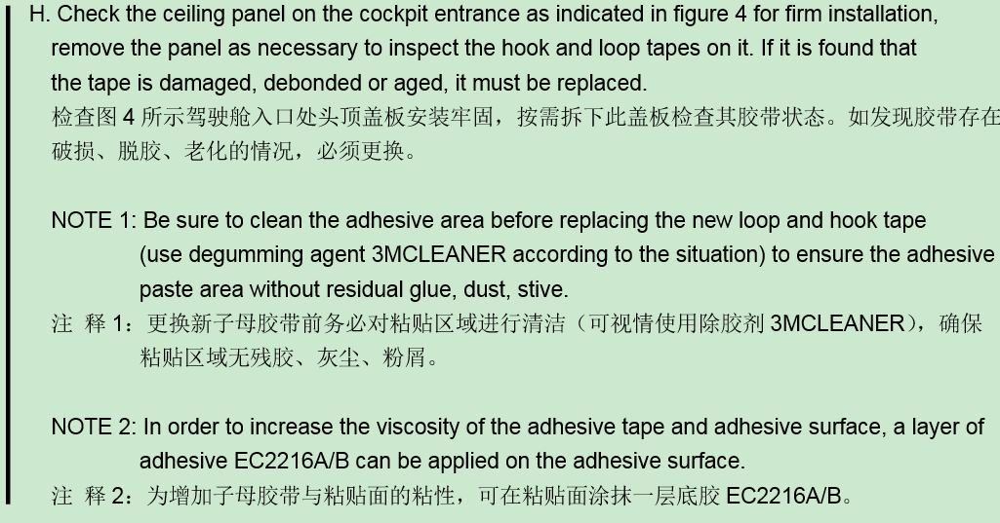 H. Check the ceiling panel on the cockpit entrance as indicated in figure 4 for firm installation,
remove the panel as necessary to inspect the hook and loop tapes on it. If it is found that
the tape is damaged, debonded or aged, it must be replaced.
检查图 4 所示驾驶舱入口处头顶盖板安装牢固，按需拆下此盖板检查其胶带状态。如发现胶带存在
破损、脱胶、老化的情况，必须更换。
NOTE 1: Be sure to clean the adhesive area before replacing the new loop and hook tape
(use degumming agent 3MCLEANER according to the situation) to ensure the adhesive
paste area without residual glue, dust, stive.
注 释 1：更换新子母胶带前务必对粘贴区域进行清洁（可视情使用除胶剂 3MCLEANER），确保
粘贴区域无残胶、灰尘、粉屑。
NOTE 2: In order to increase the viscosity of the adhesive tape and adhesive surface, a layer of
adhesive EC2216A/B can be applied on the adhesive surface.
注 释 2：为增加子母胶带与粘贴面的粘性，可在粘贴面涂抹一层底胶 EC2216A/B。